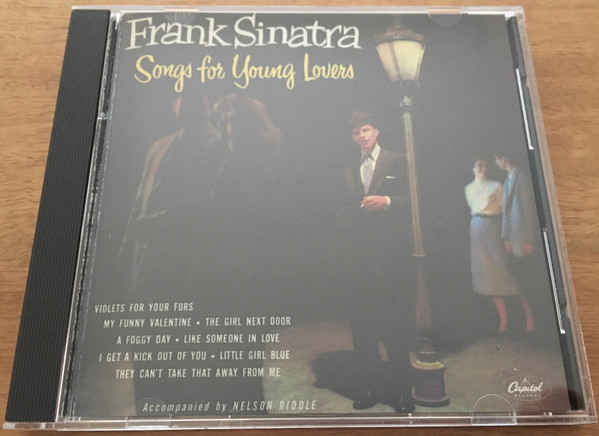 Frank Sinatra
Songs for Young Lovers
VIOLETS FOR YOUR FURS
MY FUNNY VALENTINE • THE GIRL NEXT DOOR
A FOGGY DAY • LIKE SOMEONE IN LOVE
I GET A KICK OUT OF YOU • LITTLE GIRL BLUE
THEY CAN'T TAKE THAT AWAY FROM ME
Accompanied by NELSON RIDDLE
Capitol
RECORDS